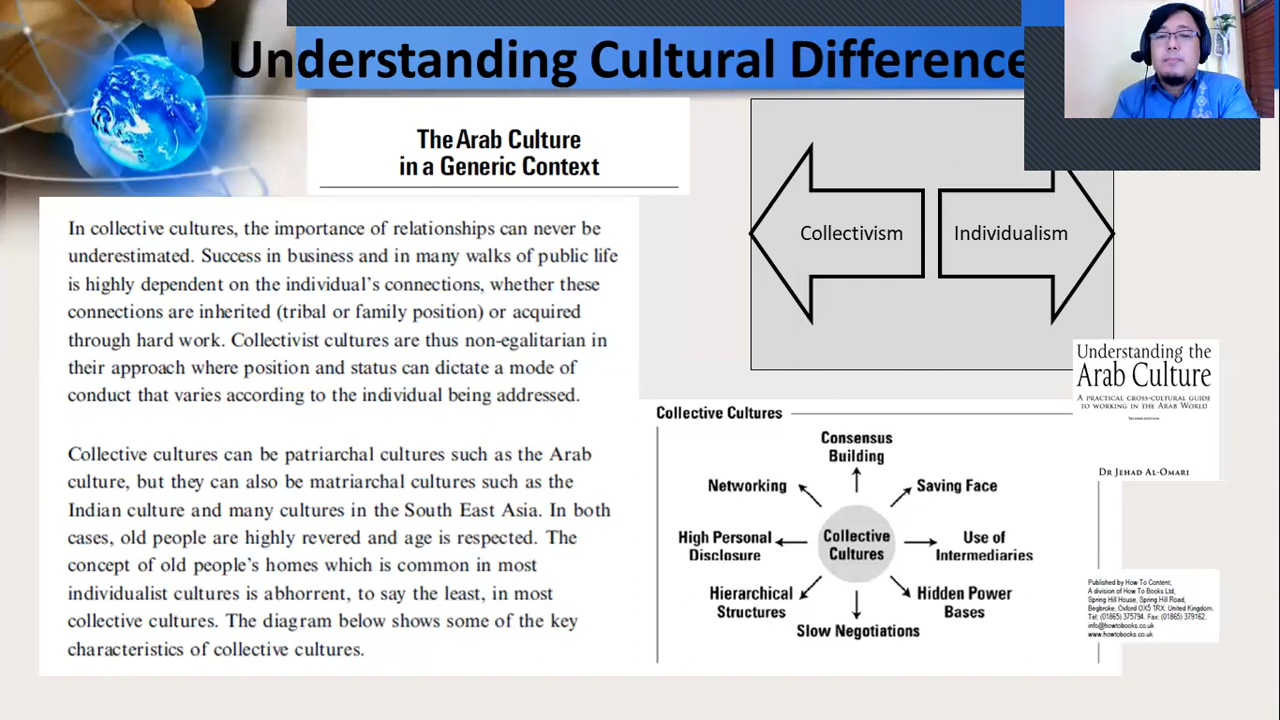 Understanding Cultural Difference
The Arab Culture
in a Generic Context
In collective cultures, the importance of relationships can never be
underestimated. Success in business and in many walks of public life
is highly dependent on the individual's connections, whether these
connections are inherited (tribal or family position) or acquired
through hard work. Collectivist cultures are thus non-egalitarian in
their approach where position and status can dictate a mode of
conduct that varies according to the individual being addressed.
Collective cultures can be patriarchal cultures such as the Arab
culture, but they can also be matriarchal cultures such as the
Indian culture and many cultures in the South East Asia. In both
cases, old people are highly revered and age is respected. The
concept of old people's homes which is common in most
individualist cultures is abhorrent, to say the least, in most
collective cultures. The diagram below shows some of the key
characteristics of collective cultures.
Collectivism
Individualism
Collective Cultures
Consensus
Building
Networking
Saving Face
High Personal
Disclosure
Collective
Cultures
Use of
Intermediaries
Hierarchical
Structures
Hidden Power
Bases
Slow Negotiations
Understanding the
Arab Culture
A PRACTICAL CROSS-CULTURAL GUIDE
TO WORKING IN THE ARAB WORLD
SECOND EDITION
DR JEHAD AL-OMARI
Published by How To Content,
A division of How To Books Ltd,
Spring Hill House, Spring Hill Road,
Begbroke, Oxford OX5 1RX, United Kingdom.
Tel: (01865) 375794. Fax: (01865) 379162.
info@howtobooks.co.uk
www.howtobooks.co.uk